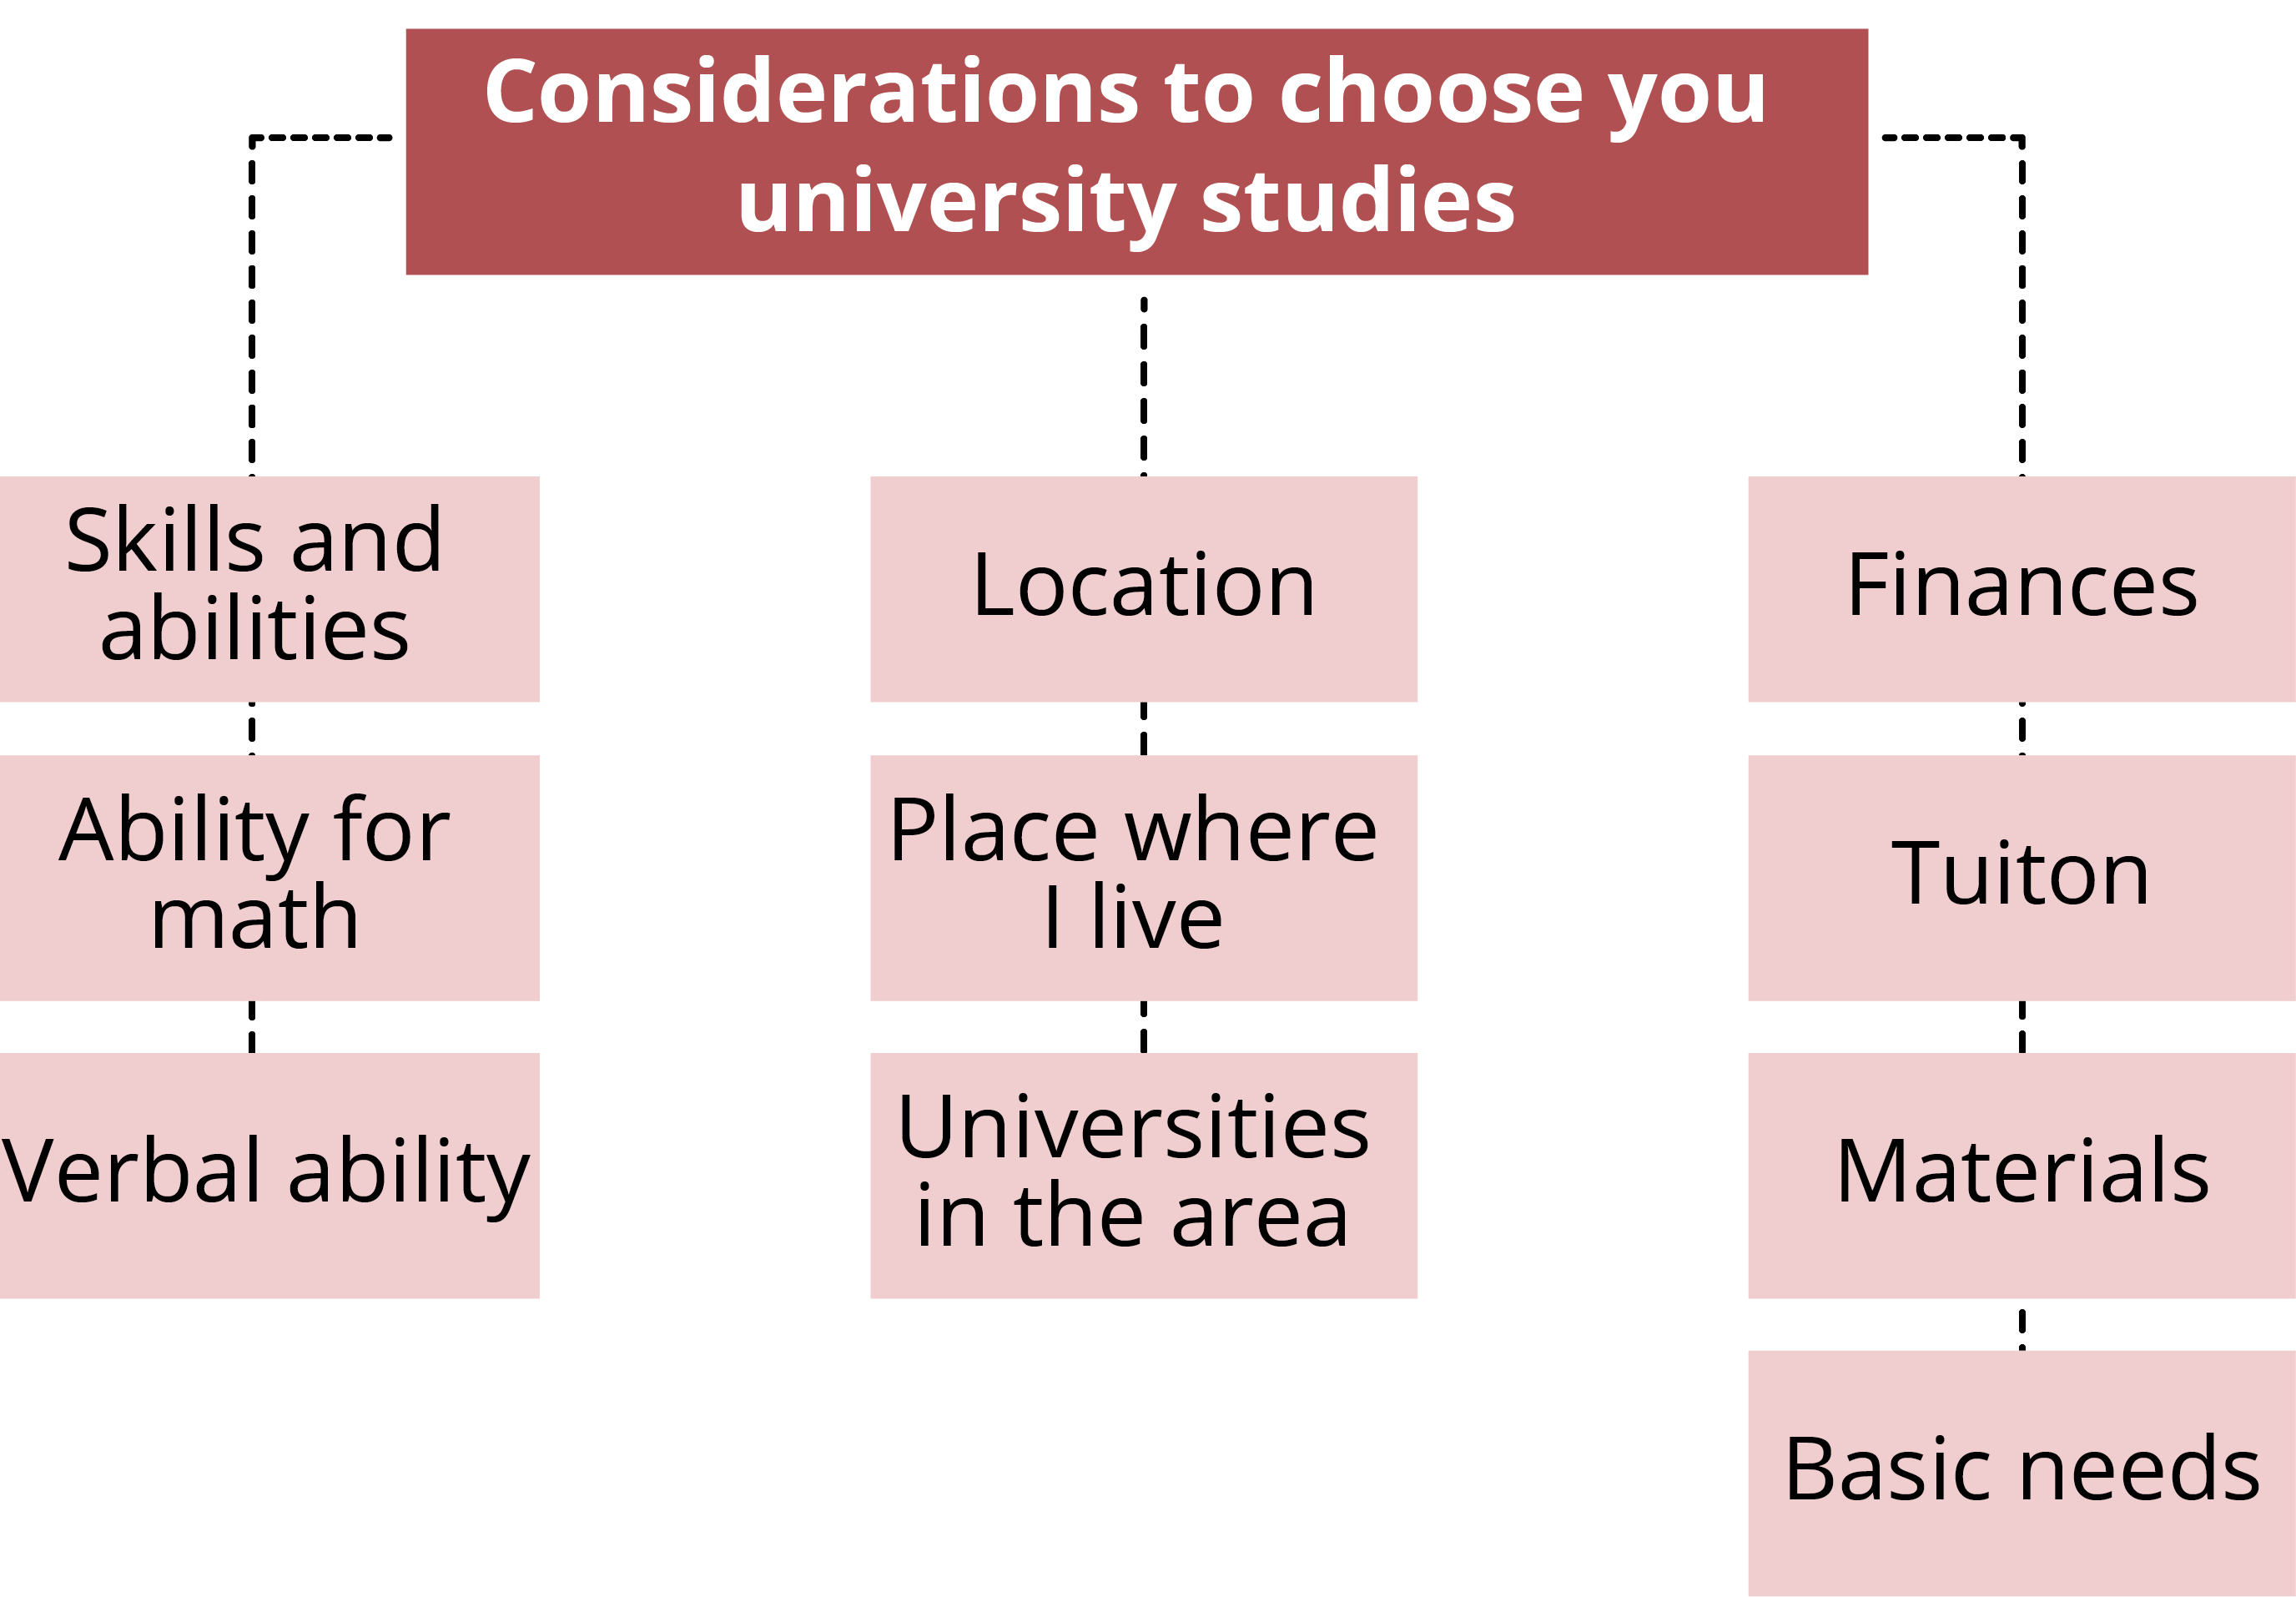 Considerations to choose you
university studies
Skills and
abilities
Ability for
math
Verbal ability
Location
Place where
I live
Universities
in the area
Finances
Tuiton
Materials
Basic needs